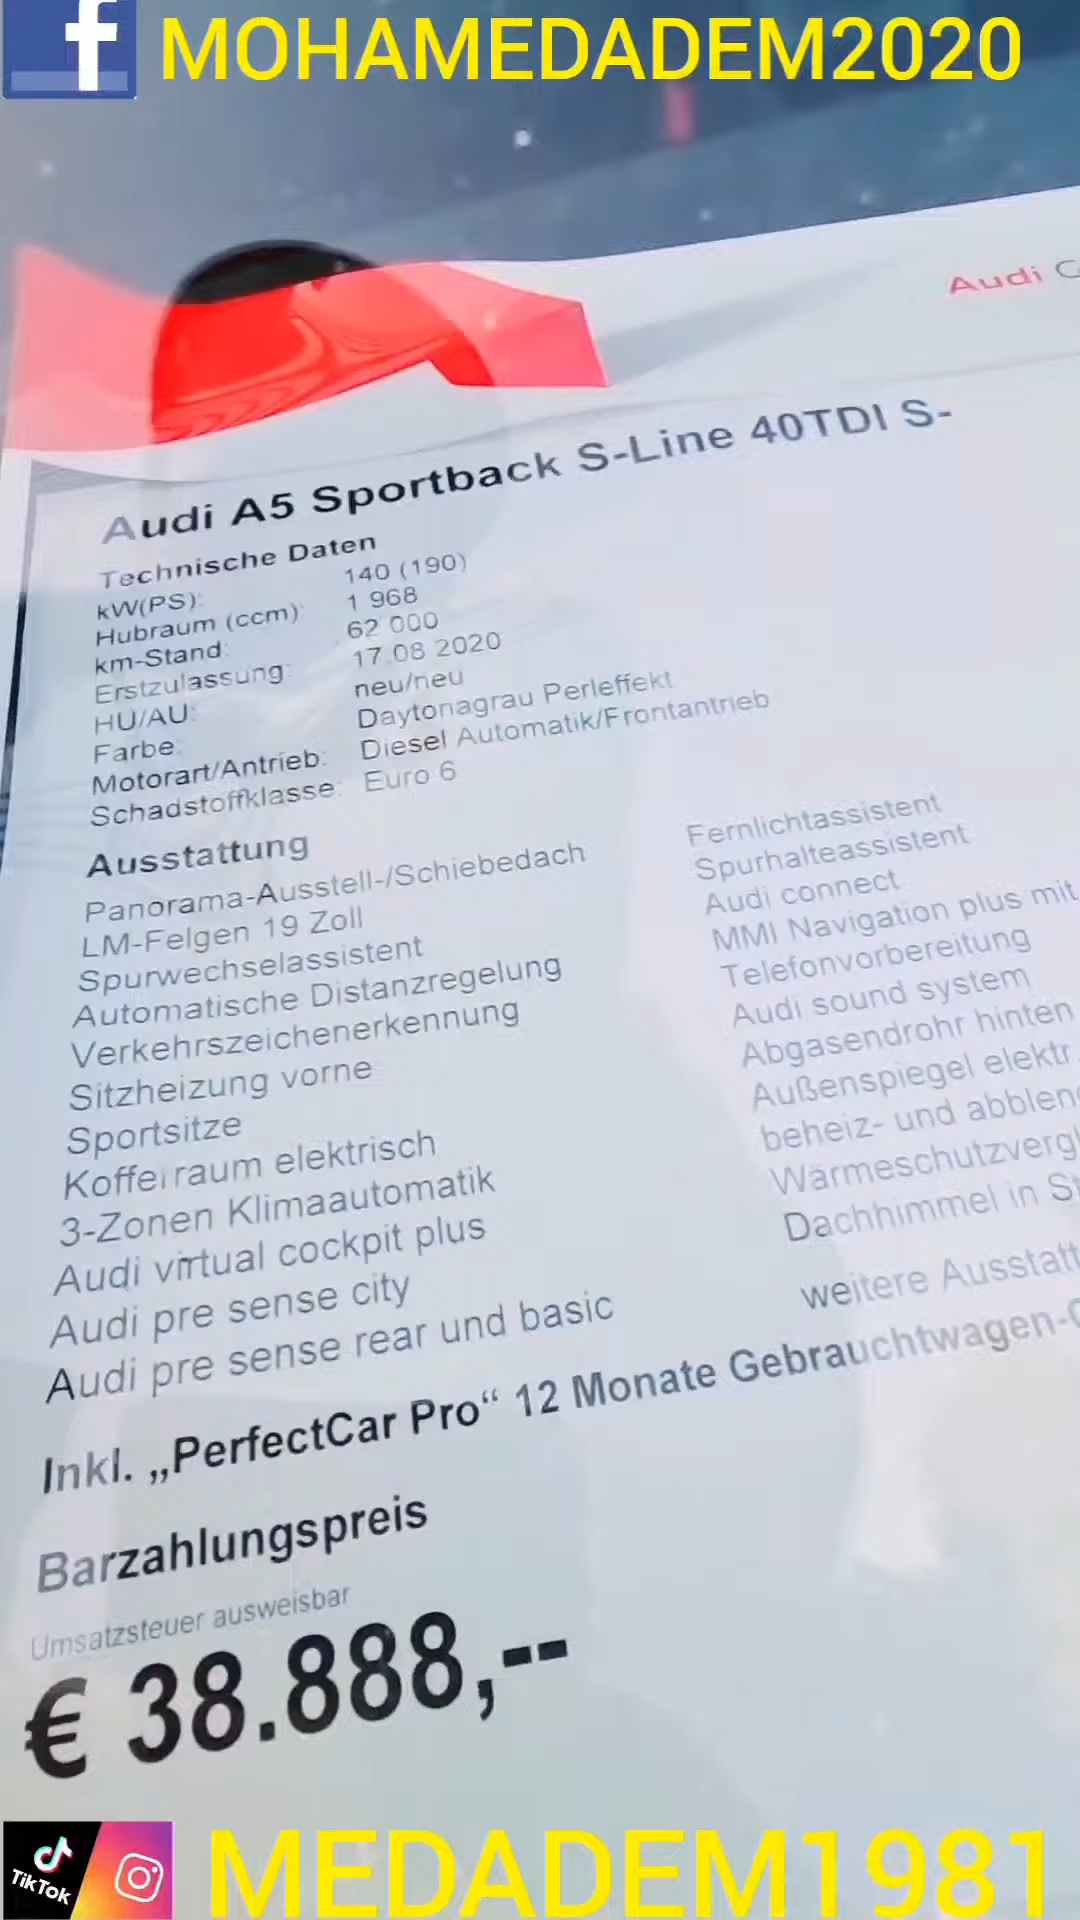 f MOHAMEDADEM2020
Audi
Audi A5 Sportback S-Line 40TDI S-
Technische Daten
kW(PS): 140 (190)
Hubraum (ccm): 1 968
km-Stand: 62 000
Erstzulassung: 17.08 2020
HU/AU: neu/neu
Farbe: Daytonagrau Perleffekt
Motorart/Antrieb: Diesel Automatik/Frontantrieb
Schadstoffklasse: Euro 6
Ausstattung
Panorama-Ausstell-/Schiebedach
LM-Felgen 19 Zoll
Spurwechselassistent
Automatische Distanzregelung
Verkehrszeichenerkennung
Sitzheizung vorne
Sportsitze
Kofferraum elektrisch
3-Zonen Klimaautomatik
Audi virtual cockpit plus
Audi pre sense city
Audi pre sense rear und basic
Fernlichtassistent
Spurhalteassistent
Audi connect
MMI Navigation plus mit
Telefonvorbereitung
Audi sound system
Abgasendrohr hinten
Außenspiegel elektr.
beheiz- und abblen
Wärmeschutzvergl
Dachhimmel in St
weitere Ausstatt
Inkl. „PerfectCar Pro“ 12 Monate Gebrauchtwagen-
Barzahlungspreis
Umsatzsteuer ausweisbar
€ 38.888,--
TikTok MEDADEM1981